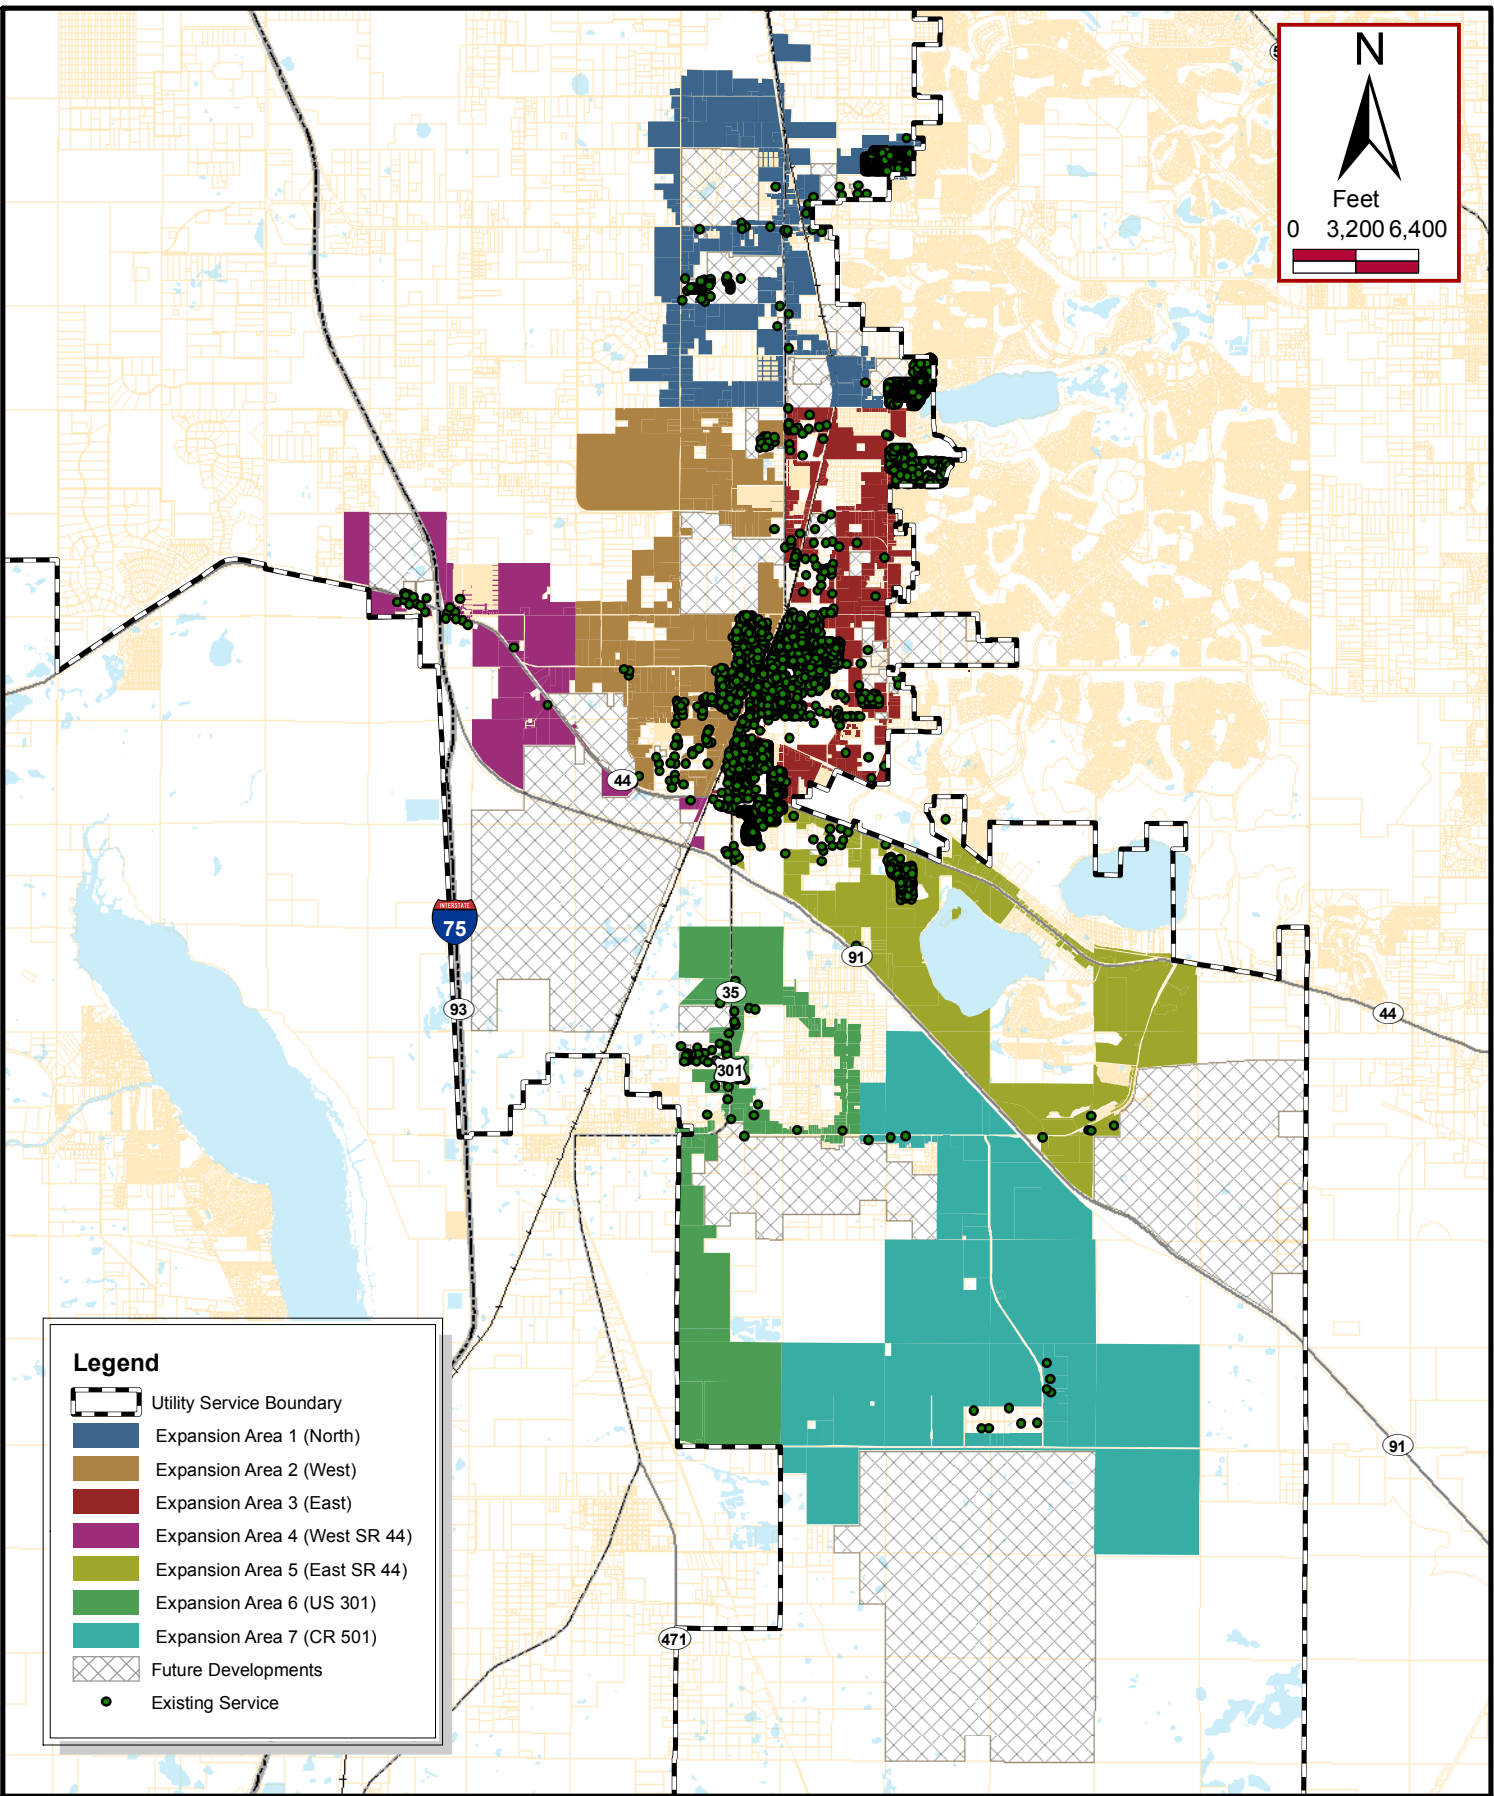 N
Feet
0 3,200 6,400
44
INTERSTATE
75
91
35
93
44
301
91
471
Legend
Utility Service Boundary
Expansion Area 1 (North)
Expansion Area 2 (West)
Expansion Area 3 (East)
Expansion Area 4 (West SR 44)
Expansion Area 5 (East SR 44)
Expansion Area 6 (US 301)
Expansion Area 7 (CR 501)
Future Developments
Existing Service